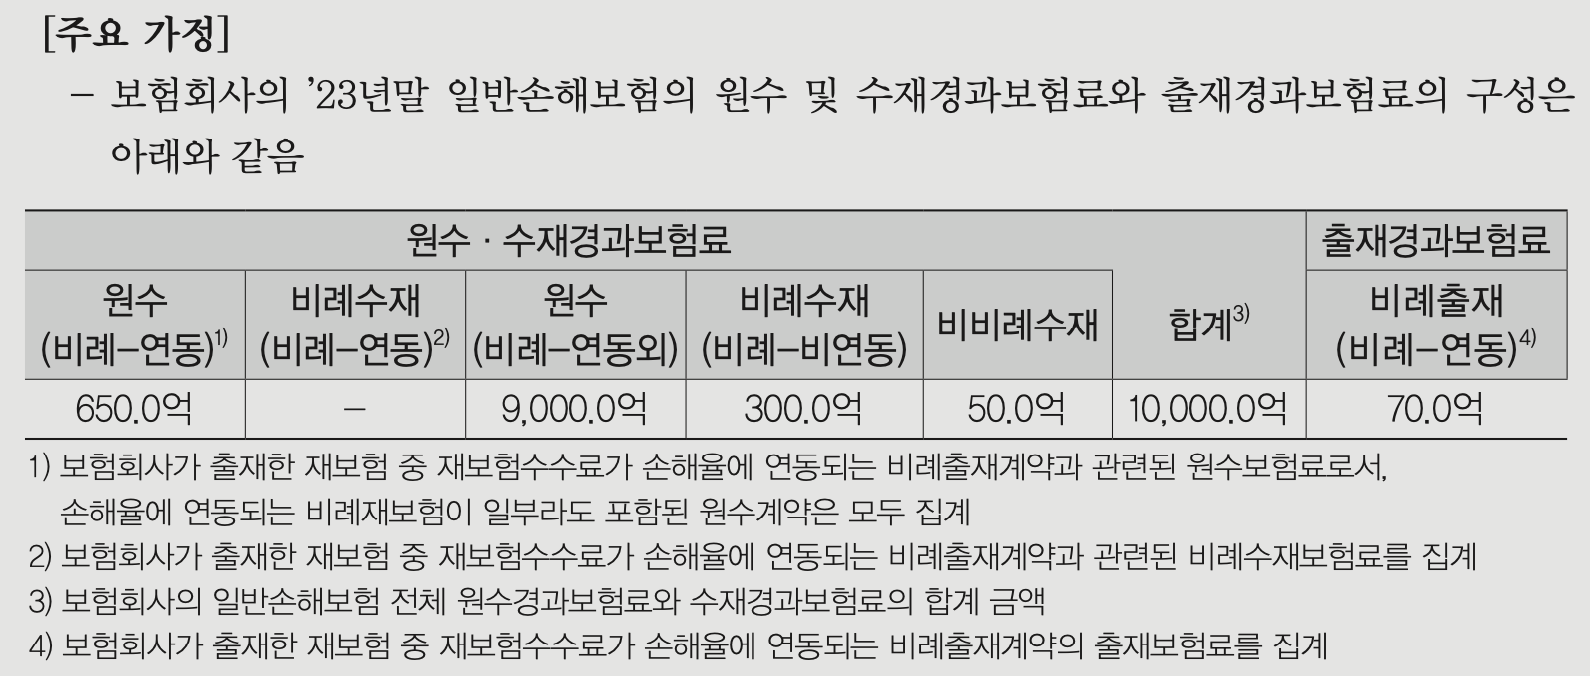 [주요 가정]
– 보험회사의 ’23년말 일반손해보험의 원수 및 수재경과보험료와 출재경과보험료의 구성은
아래와 같음
원수 · 수재경과보험료 출재경과보험료
원수 비례수재 원수 비례수재 비비례수재 합계3) 비례출재
(비례–연동)1) (비례–연동)2) (비례–연동외) (비례–비연동) (비례–연동)4)
650.0억 – 9,000.0억 300.0억 50.0억 10,000.0억 70.0억
1) 보험회사가 출재한 재보험 중 재보험수수료가 손해율에 연동되는 비례출재계약과 관련된 원수보험료로서,
손해율에 연동되는 비례재보험이 일부라도 포함된 원수계약은 모두 집계
2) 보험회사가 출재한 재보험 중 재보험수수료가 손해율에 연동되는 비례출재계약과 관련된 비례수재보험료를 집계
3) 보험회사의 일반손해보험 전체 원수경과보험료와 수재경과보험료의 합계 금액
4) 보험회사가 출재한 재보험 중 재보험수수료가 손해율에 연동되는 비례출재계약의 출재보험료를 집계